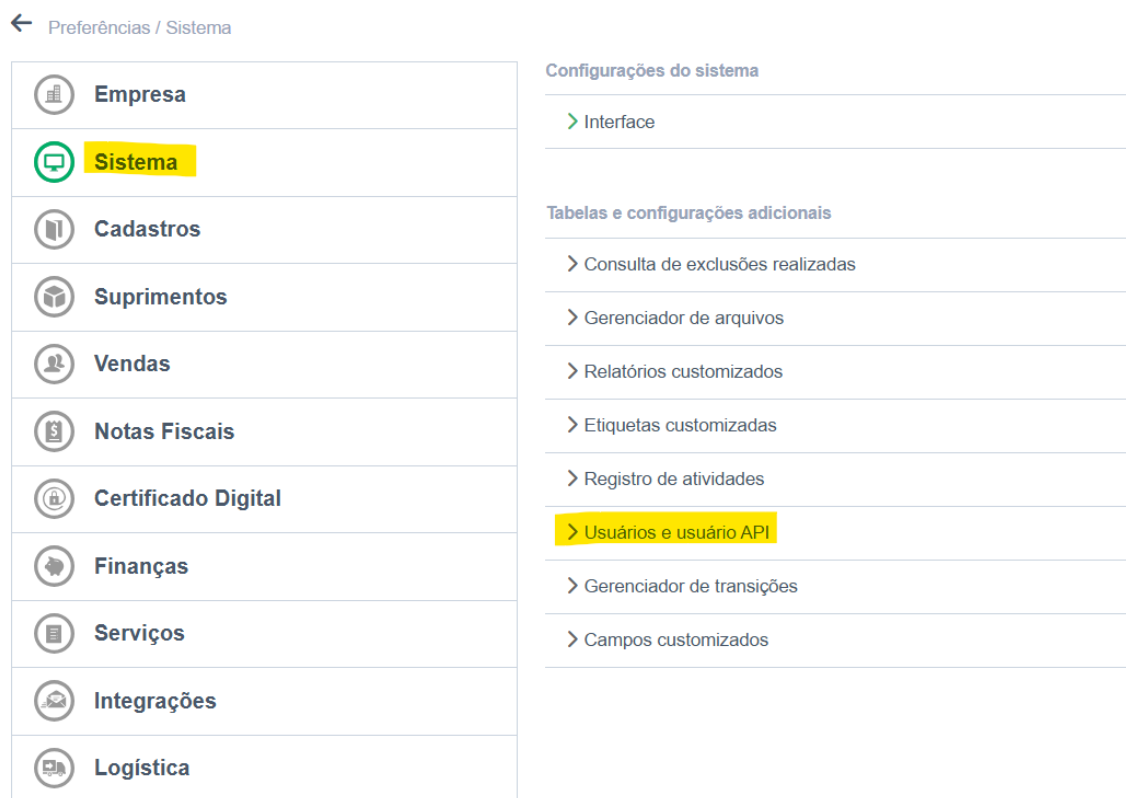 Preferências / Sistema
Empresa
Sistema
Cadastros
Suprimentos
Vendas
Notas Fiscais
Certificado Digital
Finanças
Serviços
Integrações
Logística
Configurações do sistema
Interface
Tabelas e configurações adicionais
Consulta de exclusões realizadas
Gerenciador de arquivos
Relatórios customizados
Etiquetas customizadas
Registro de atividades
Usuários e usuário API
Gerenciador de transições
Campos customizados